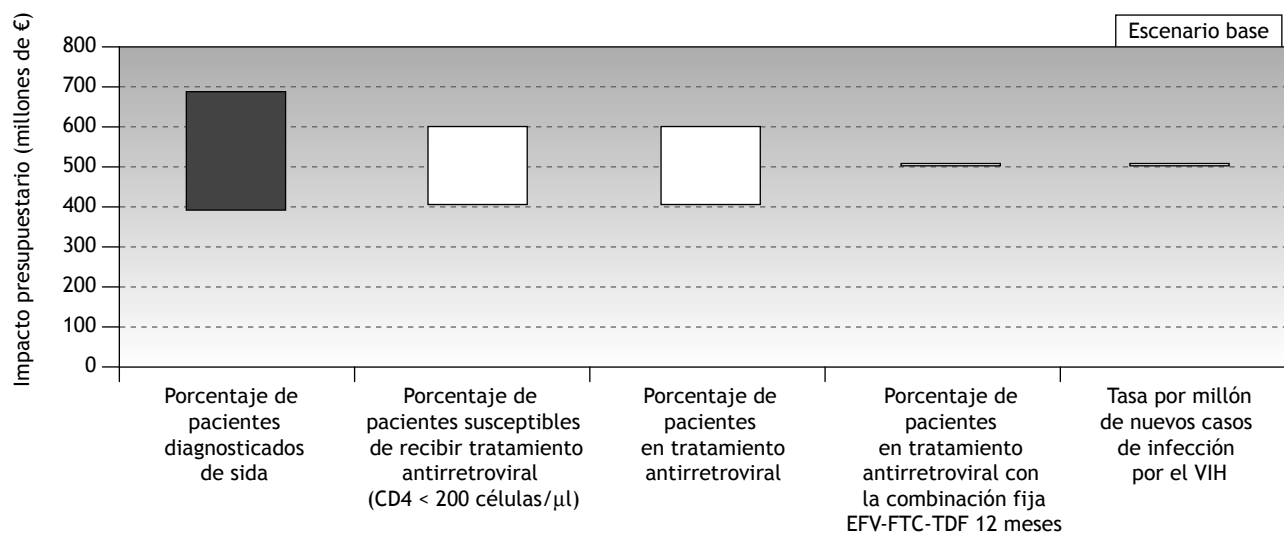 Impacto presupuestario (millones de €)
Escenario base
800
700
600
500
400
300
200
100
0
Porcentaje de
pacientes
diagnosticados
de sida
Porcentaje de
pacientes susceptibles
de recibir tratamiento
antirretroviral
(CD4 < 200 células/µl)
Porcentaje de
pacientes
en tratamiento
antirretroviral
Porcentaje de
pacientes
en tratamiento
antirretroviral con
la combinación fija
EFV-FTC-TDF 12 meses
Tasa por millón
de nuevos casos
de infección
por el VIH